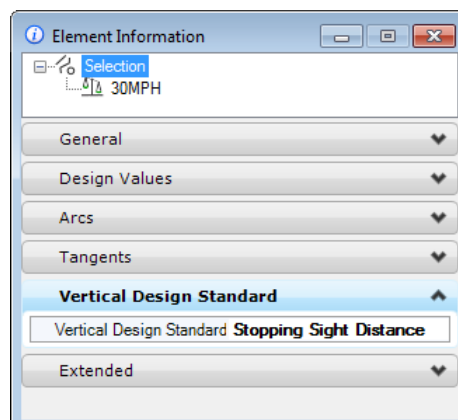 Element Information
Selection
30MPH
General
Design Values
Arcs
Tangents
Vertical Design Standard
Vertical Design Standard Stopping Sight Distance
Extended